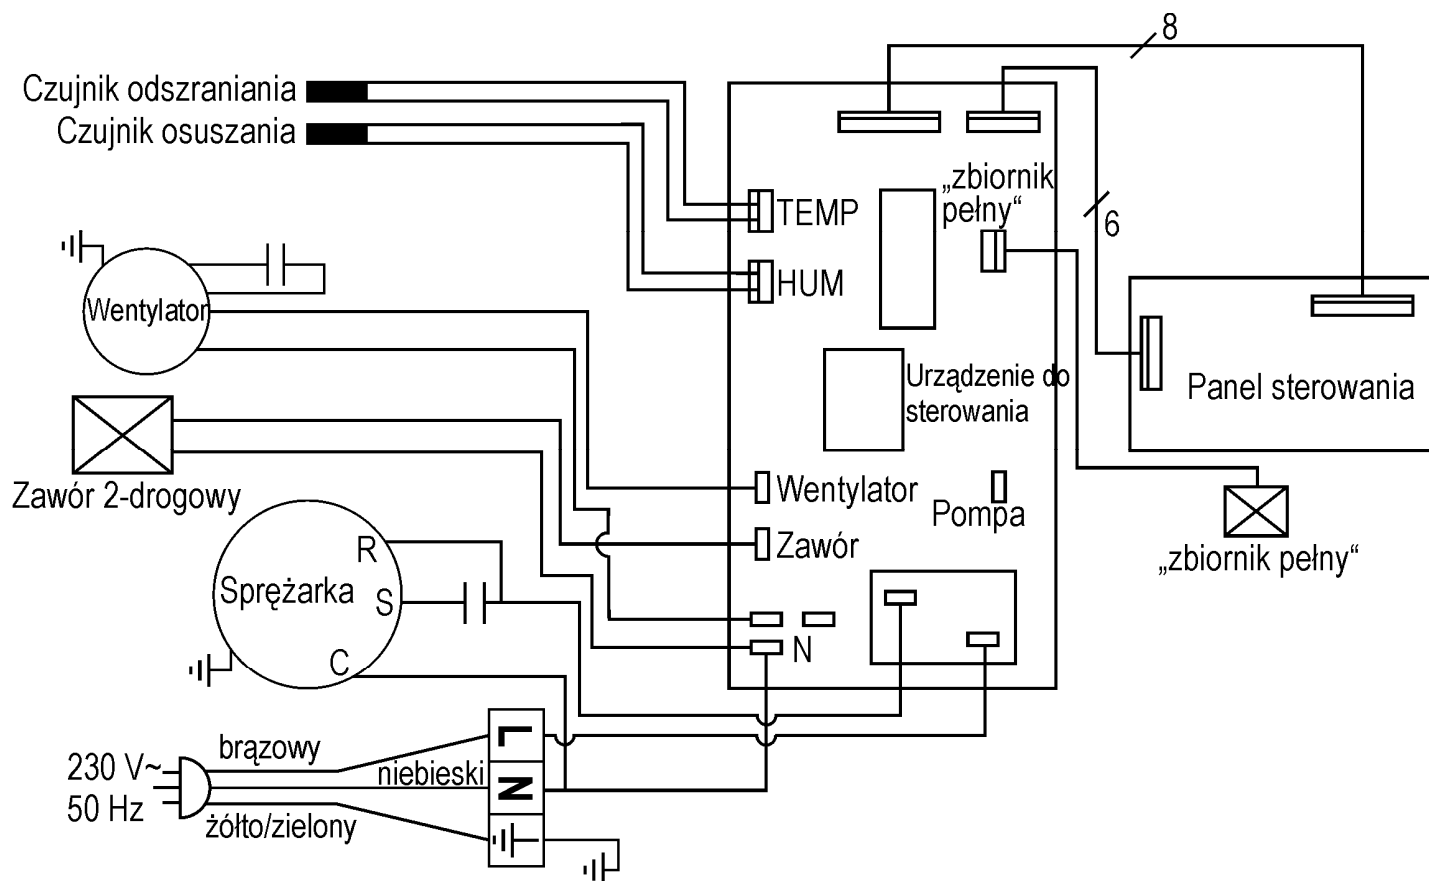 8
Czujnik odszraniania
Czujnik osuszania
„zbiornik
pełny“
TEMP
6
HUM
Wentylator
Urządzenie do
sterowania
Panel sterowania
Zawór 2-drogowy
Wentylator
Pompa
Zawór
„zbiornik pełny“
R
Sprężarka
S
C
N
L
brązowy
230 V~
niebieski
N
50 Hz
żółto/zielony